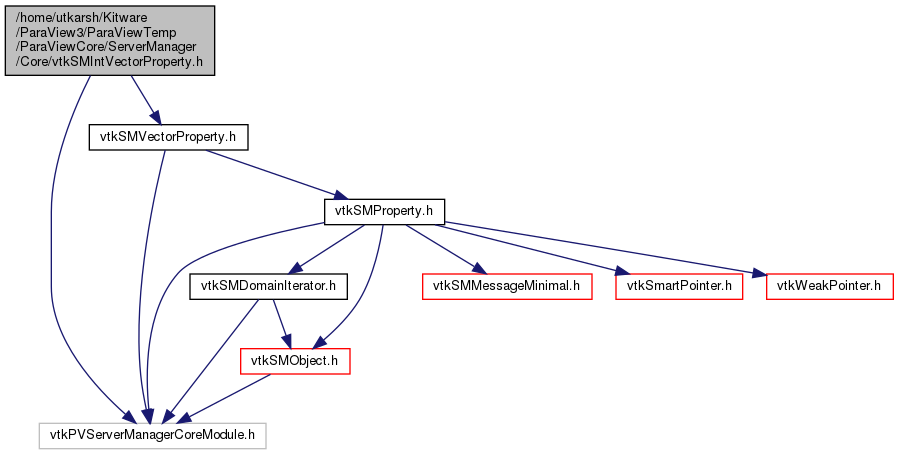 /home/utkarsh/Kitware
/ParaView3/ParaViewTemp
/ParaViewCore/ServerManager
/Core/vtkSMIntVectorProperty.h
vtkSMVectorProperty.h
vtkSMProperty.h
vtkSMDomainIterator.h
vtkSMMessageMinimal.h
vtkSmartPointer.h
vtkWeakPointer.h
vtkSMObject.h
vtkPVServerManagerCoreModule.h